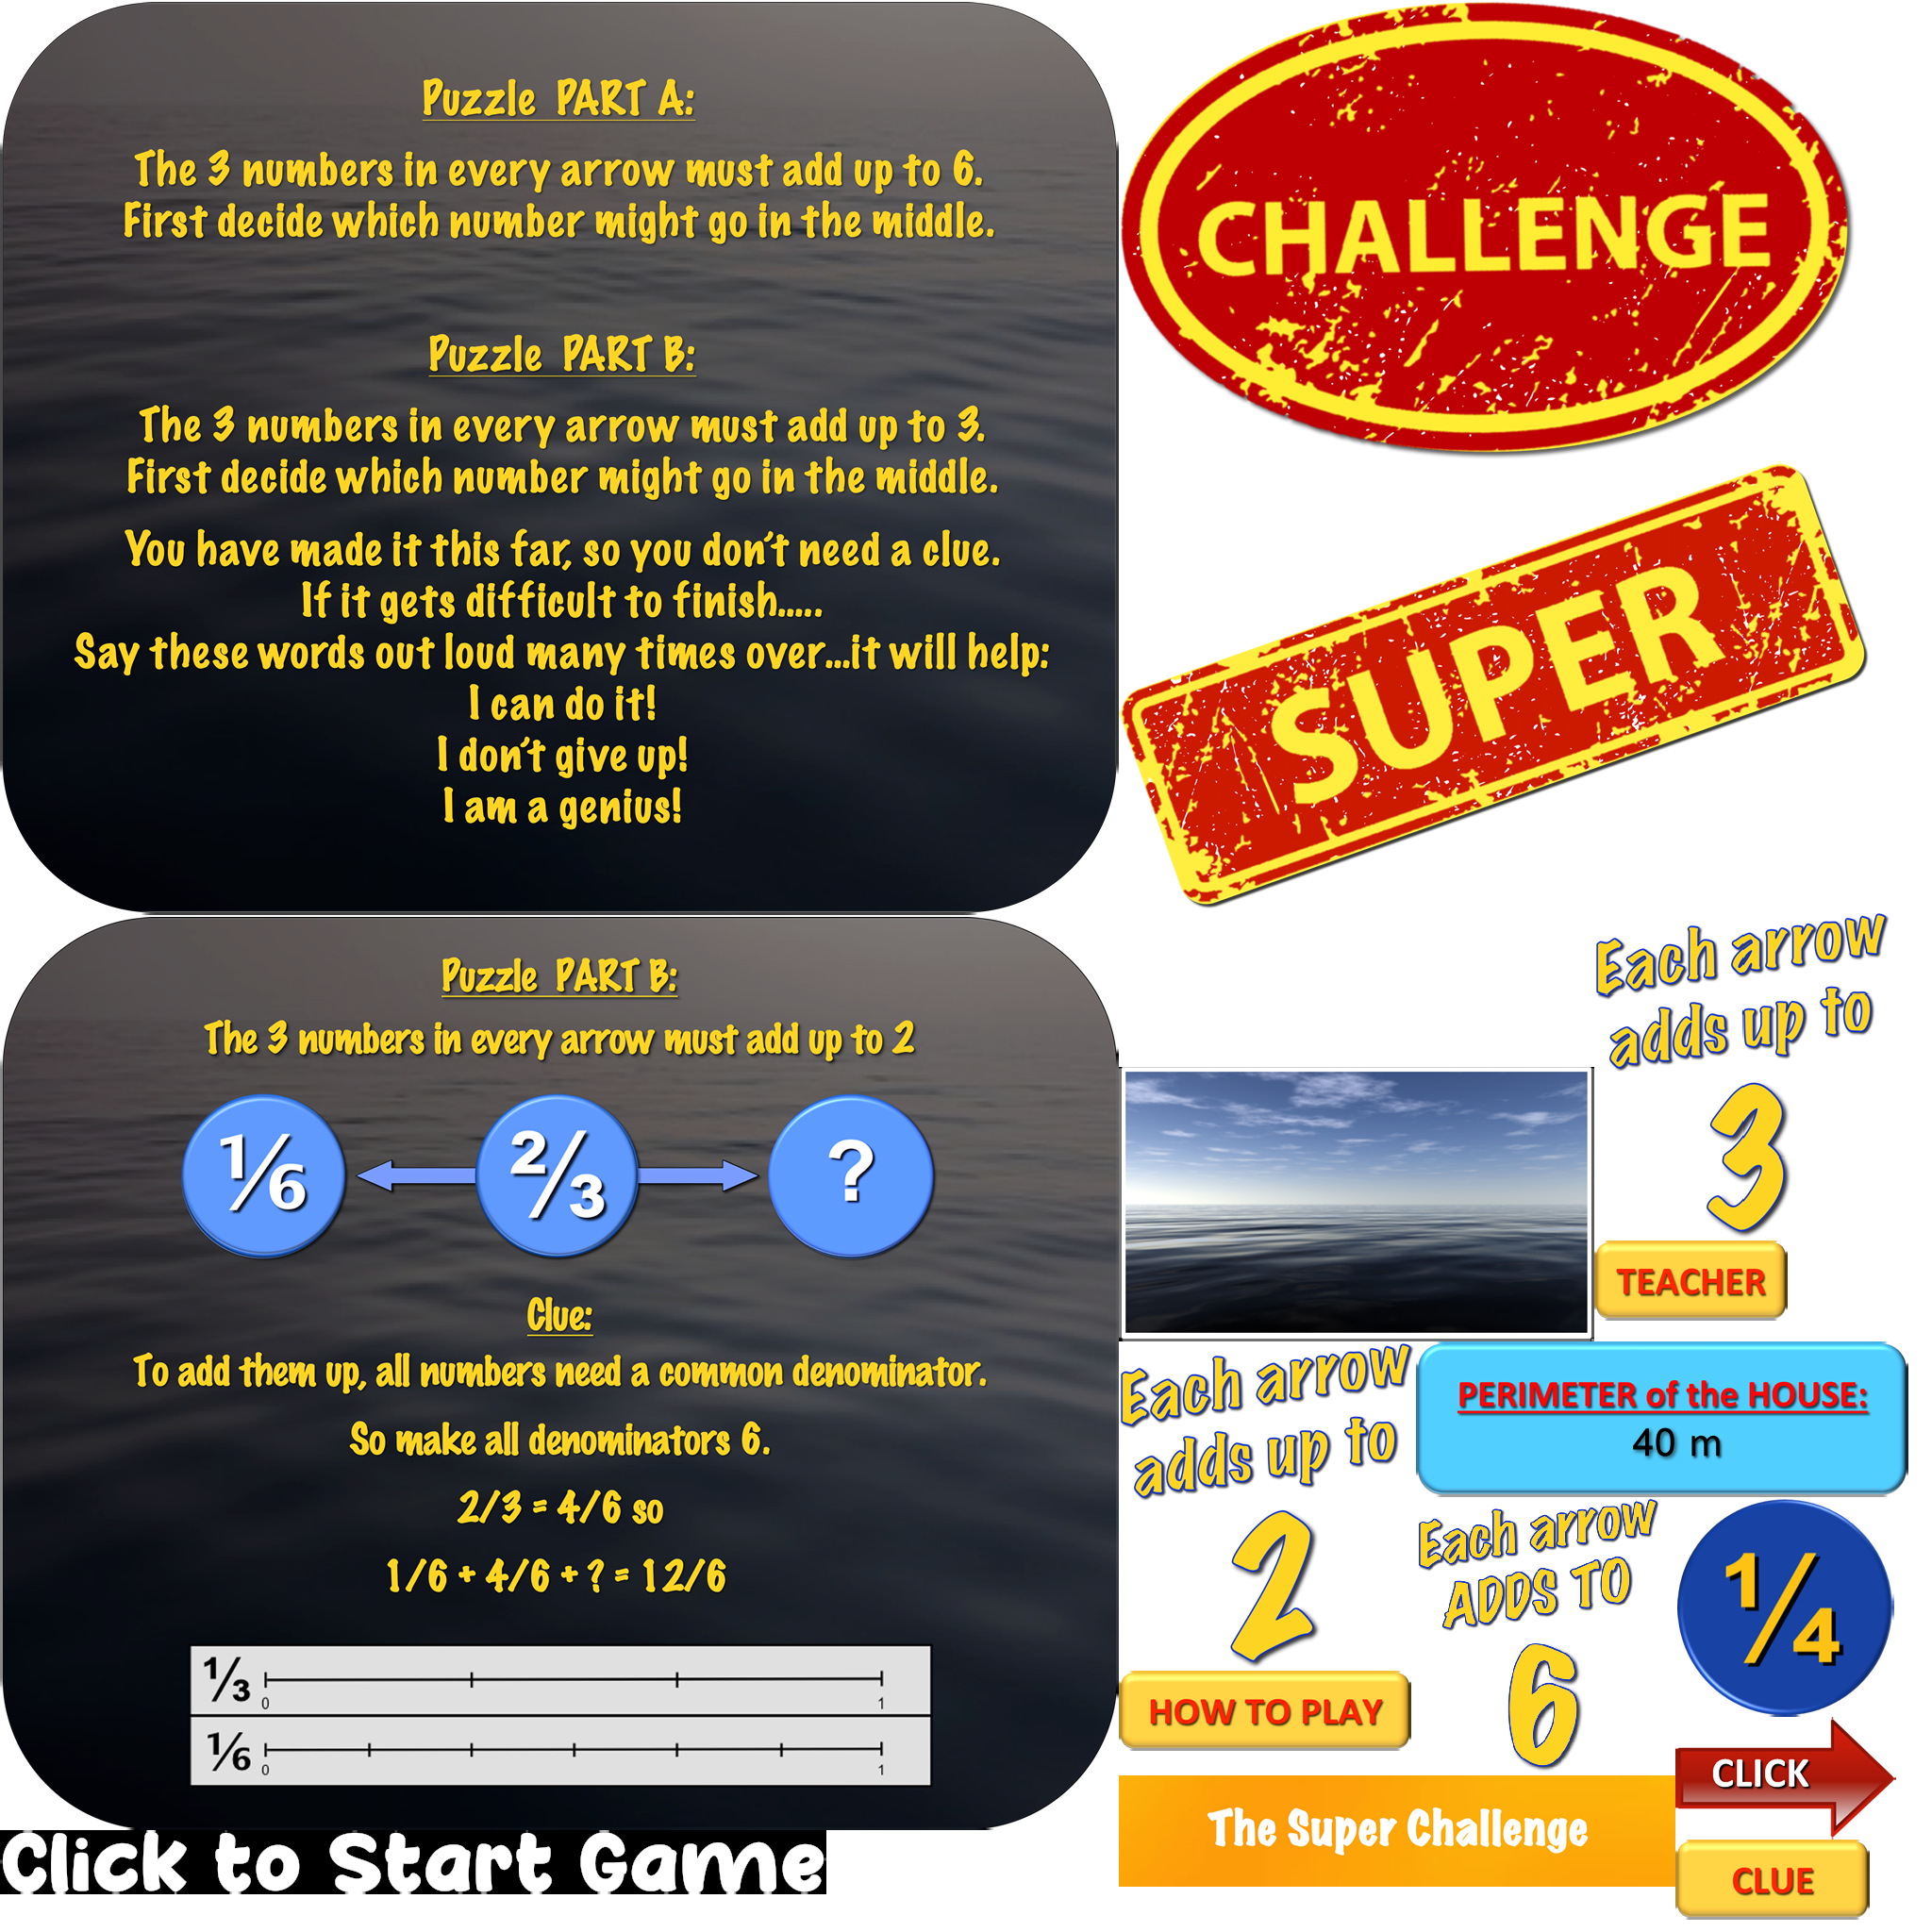 Puzzle PART A:
The 3 numbers in every arrow must add up to 6.
First decide which number might go in the middle.
Puzzle PART B:
The 3 numbers in every arrow must add up to 3.
First decide which number might go in the middle.
You have made it this far, so you don't need a clue.
If it gets difficult to finish.....
Say these words out loud many times over...it will help:
I can do it!
I don't give up!
I am a genius!
CHALLENGE
SUPER
Puzzle PART B:
The 3 numbers in every arrow must add up to 2
1/6 2/3 ?
Clue:
To add them up, all numbers need a common denominator.
So make all denominators 6.
2/3 = 4/6 so
1/6 + 4/6 + ? = 12/6
1/3 0 1
1/6 0 1
Click to Start Game
Each arrow
adds up to
3
TEACHER
Each arrow
adds up to
2
HOW TO PLAY
PERIMETER of the HOUSE:
40 m
Each arrow
ADDS TO
6
1/4
CLICK
The Super Challenge
CLUE